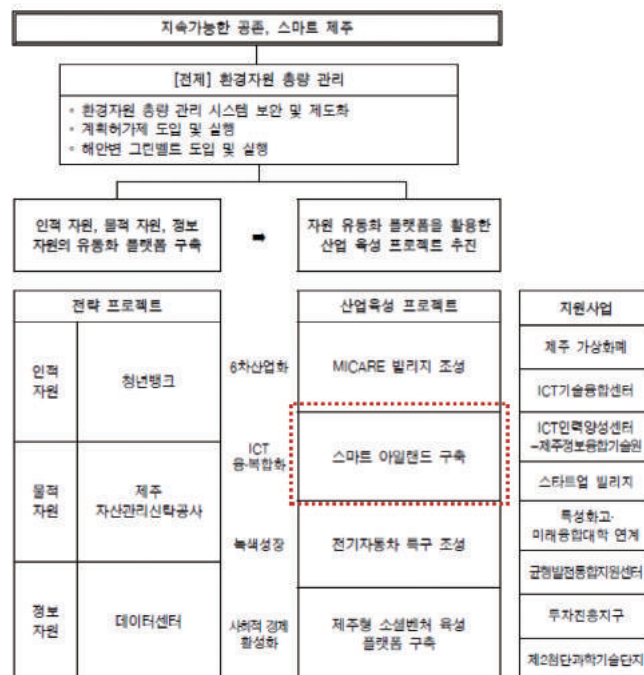 지속가능한 공존, 스마트 제주
[전제] 환경자원 총량 관리
◦ 환경자원 총량 관리 시스템 보안 및 제도화
◦ 계획허가제 도입 및 실행
◦ 해안변 그린벨트 도입 및 실행
인적 자원, 물적 자원, 정보
자원의 유동화 플랫폼 구축
➡
자원 유동화 플랫폼을 활용한
산업 육성 프로젝트 추진
전략 프로젝트
인적
자원
청년뱅크
물적
자원
제주
자산관리신탁공사
정보
자원
데이터센터
6차산업화
ICT
융·복합화
녹색성장
사회적 경제
활성화
산업육성 프로젝트
MICARE 빌리지 조성
스마트 아일랜드 구축
전기자동차 특구 조성
제주형 소셜벤처 육성
플랫폼 구축
지원사업
제주 가상화폐
ICT기술융합센터
ICT인력양성센터
-제주정보융합기술원
스타트업 빌리지
특성화고·
미래융합대학 연계
균형발전통합지원센터
투자진흥지구
제2첨단과학기술단지